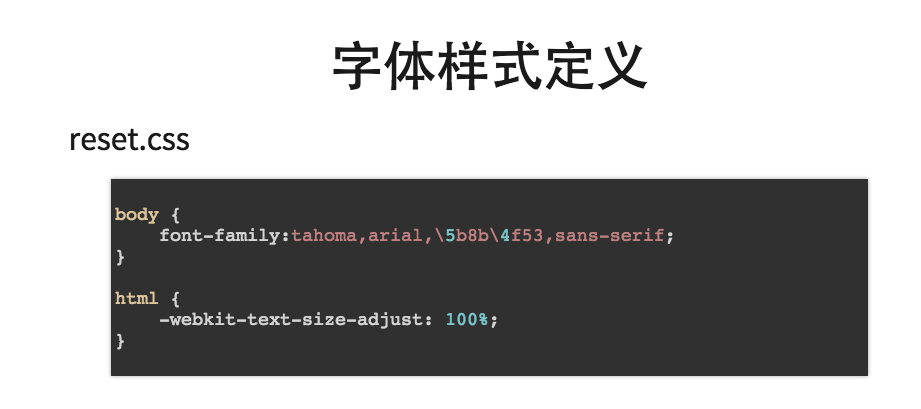 字体样式定义
reset.css
body {
    font-family:tahoma,arial,\5b8b\4f53,sans-serif;
}
html {
    -webkit-text-size-adjust: 100%;
}